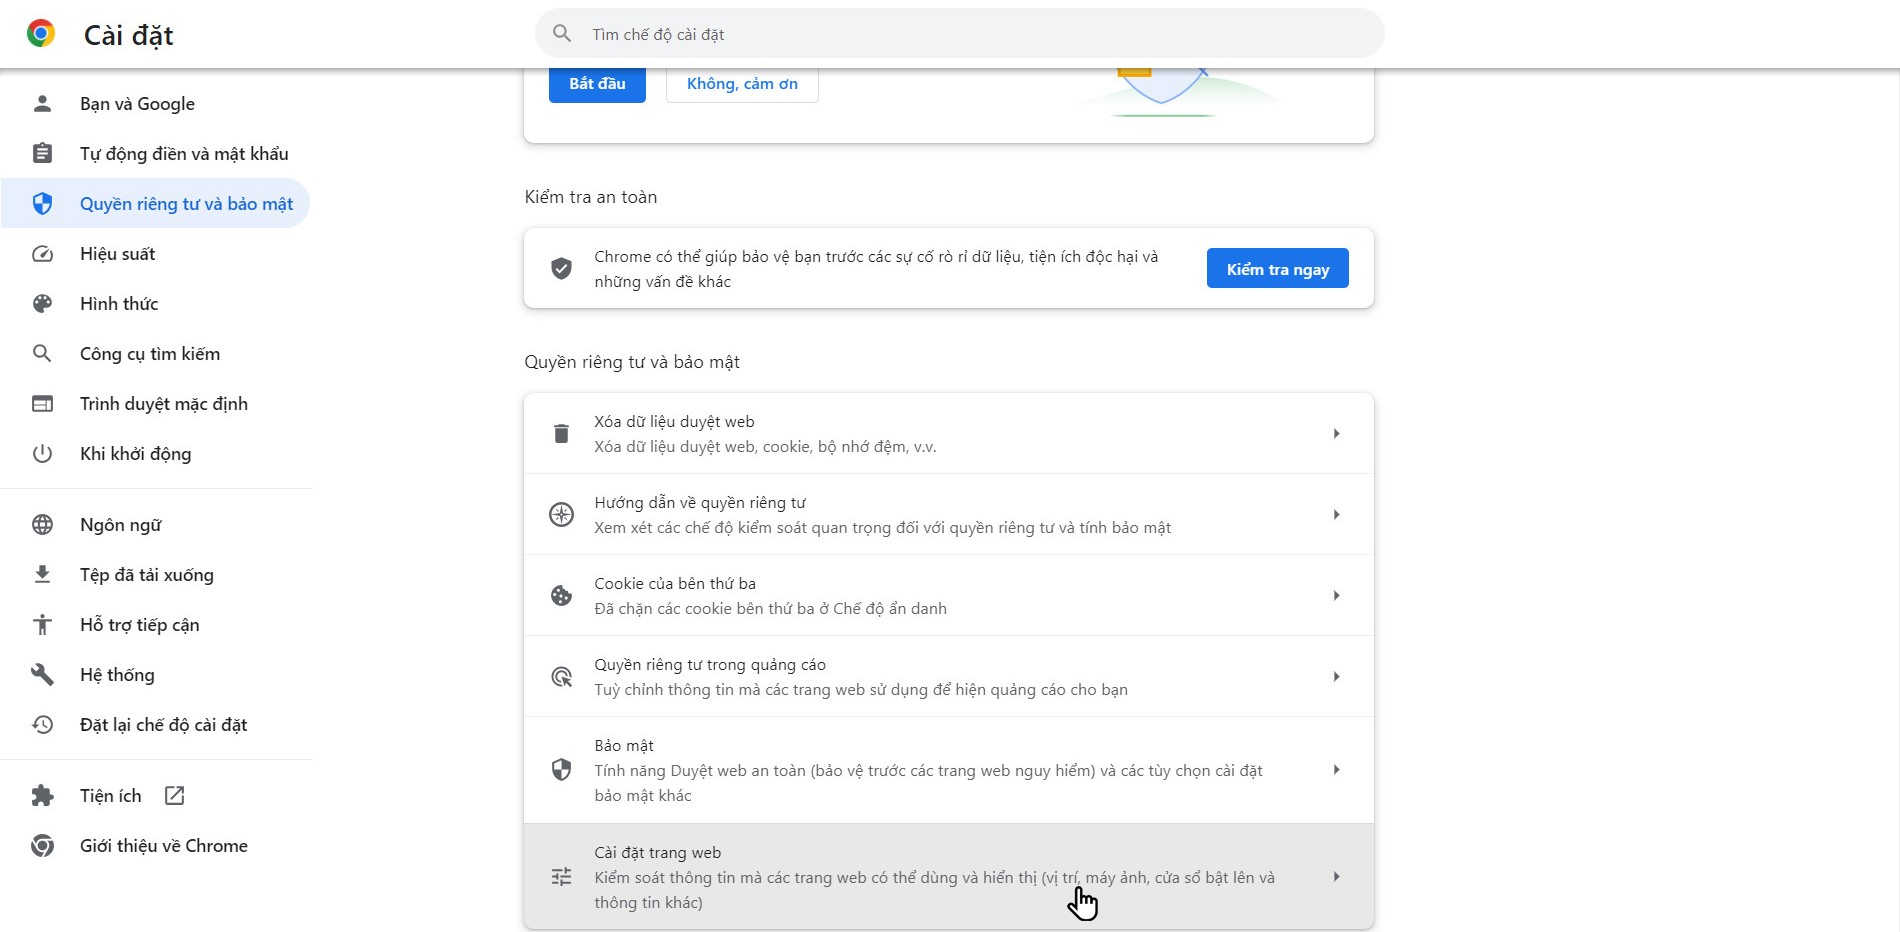 Cài đặt
Tìm chế độ cài đặt
Bạn và Google
Tự động điền và mật khẩu
Quyền riêng tư và bảo mật
Hiệu suất
Hình thức
Công cụ tìm kiếm
Trình duyệt mặc định
Khi khởi động
Ngôn ngữ
Tệp đã tải xuống
Hỗ trợ tiếp cận
Hệ thống
Đặt lại chế độ cài đặt
Tiện ích
Giới thiệu về Chrome
Bắt đầu
Không, cảm ơn
Kiểm tra an toàn
Chrome có thể giúp bảo vệ bạn trước các sự cố rò rỉ dữ liệu, tiện ích độc hại và
những vấn đề khác
Kiểm tra ngay
Quyền riêng tư và bảo mật
Xóa dữ liệu duyệt web
Xóa dữ liệu duyệt web, cookie, bộ nhớ đệm, v.v.
Hướng dẫn về quyền riêng tư
Xem xét các chế độ kiểm soát quan trọng đối với quyền riêng tư và tính bảo mật
Cookie của bên thứ ba
Đã chặn các cookie bên thứ ba ở Chế độ ẩn danh
Quyền riêng tư trong quảng cáo
Tuỳ chỉnh thông tin mà các trang web sử dụng để hiện quảng cáo cho bạn
Bảo mật
Tính năng Duyệt web an toàn (bảo vệ trước các trang web nguy hiểm) và các tùy chọn cài đặt
bảo mật khác
Cài đặt trang web
Kiểm soát thông tin mà các trang web có thể dùng và hiển thị (vị trí, máy ảnh, cửa sổ bật lên và
thông tin khác)